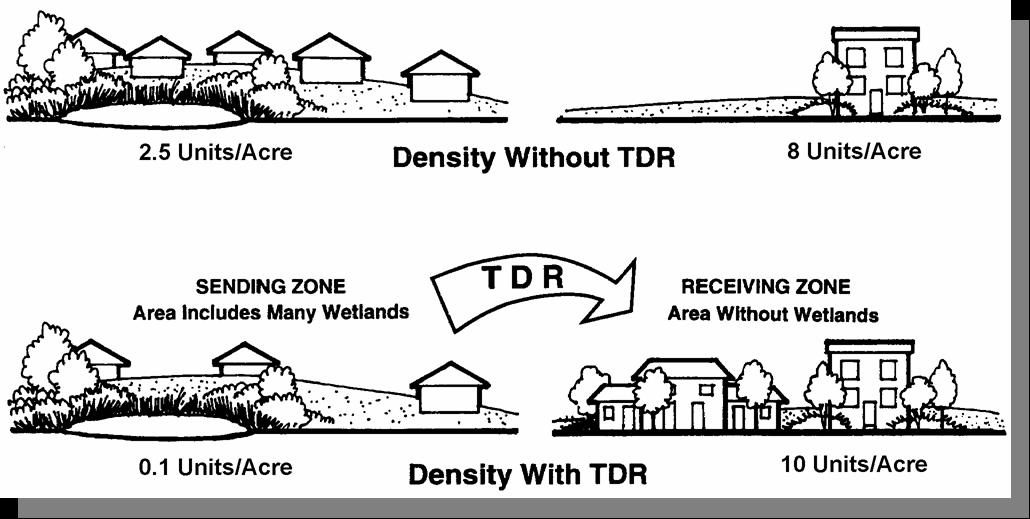 2.5 Units/Acre
Density Without TDR
8 Units/Acre
SENDING ZONE
Area Includes Many Wetlands
TDR
RECEIVING ZONE
Area Without Wetlands
0.1 Units/Acre
Density With TDR
10 Units/Acre